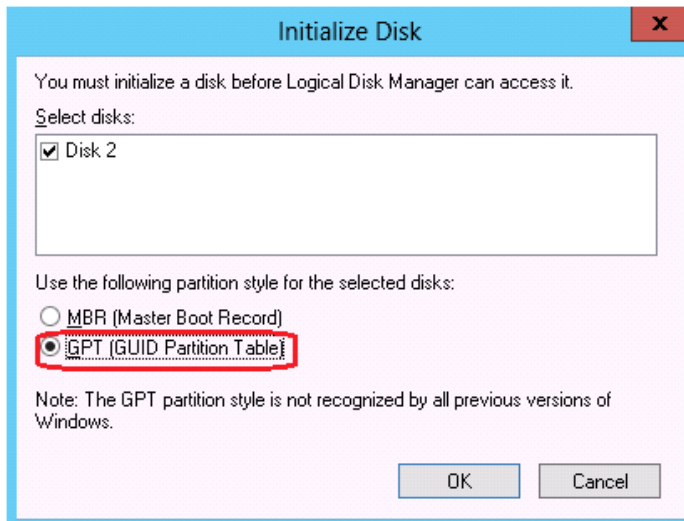 Initialize Disk
x
You must initialize a disk before Logical Disk Manager can access it.
Select disks:
Disk 2
Use the following partition style for the selected disks:
MBR (Master Boot Record)
GPT (GUID Partition Table)
Note: The GPT partition style is not recognized by all previous versions of
Windows.
OK Cancel